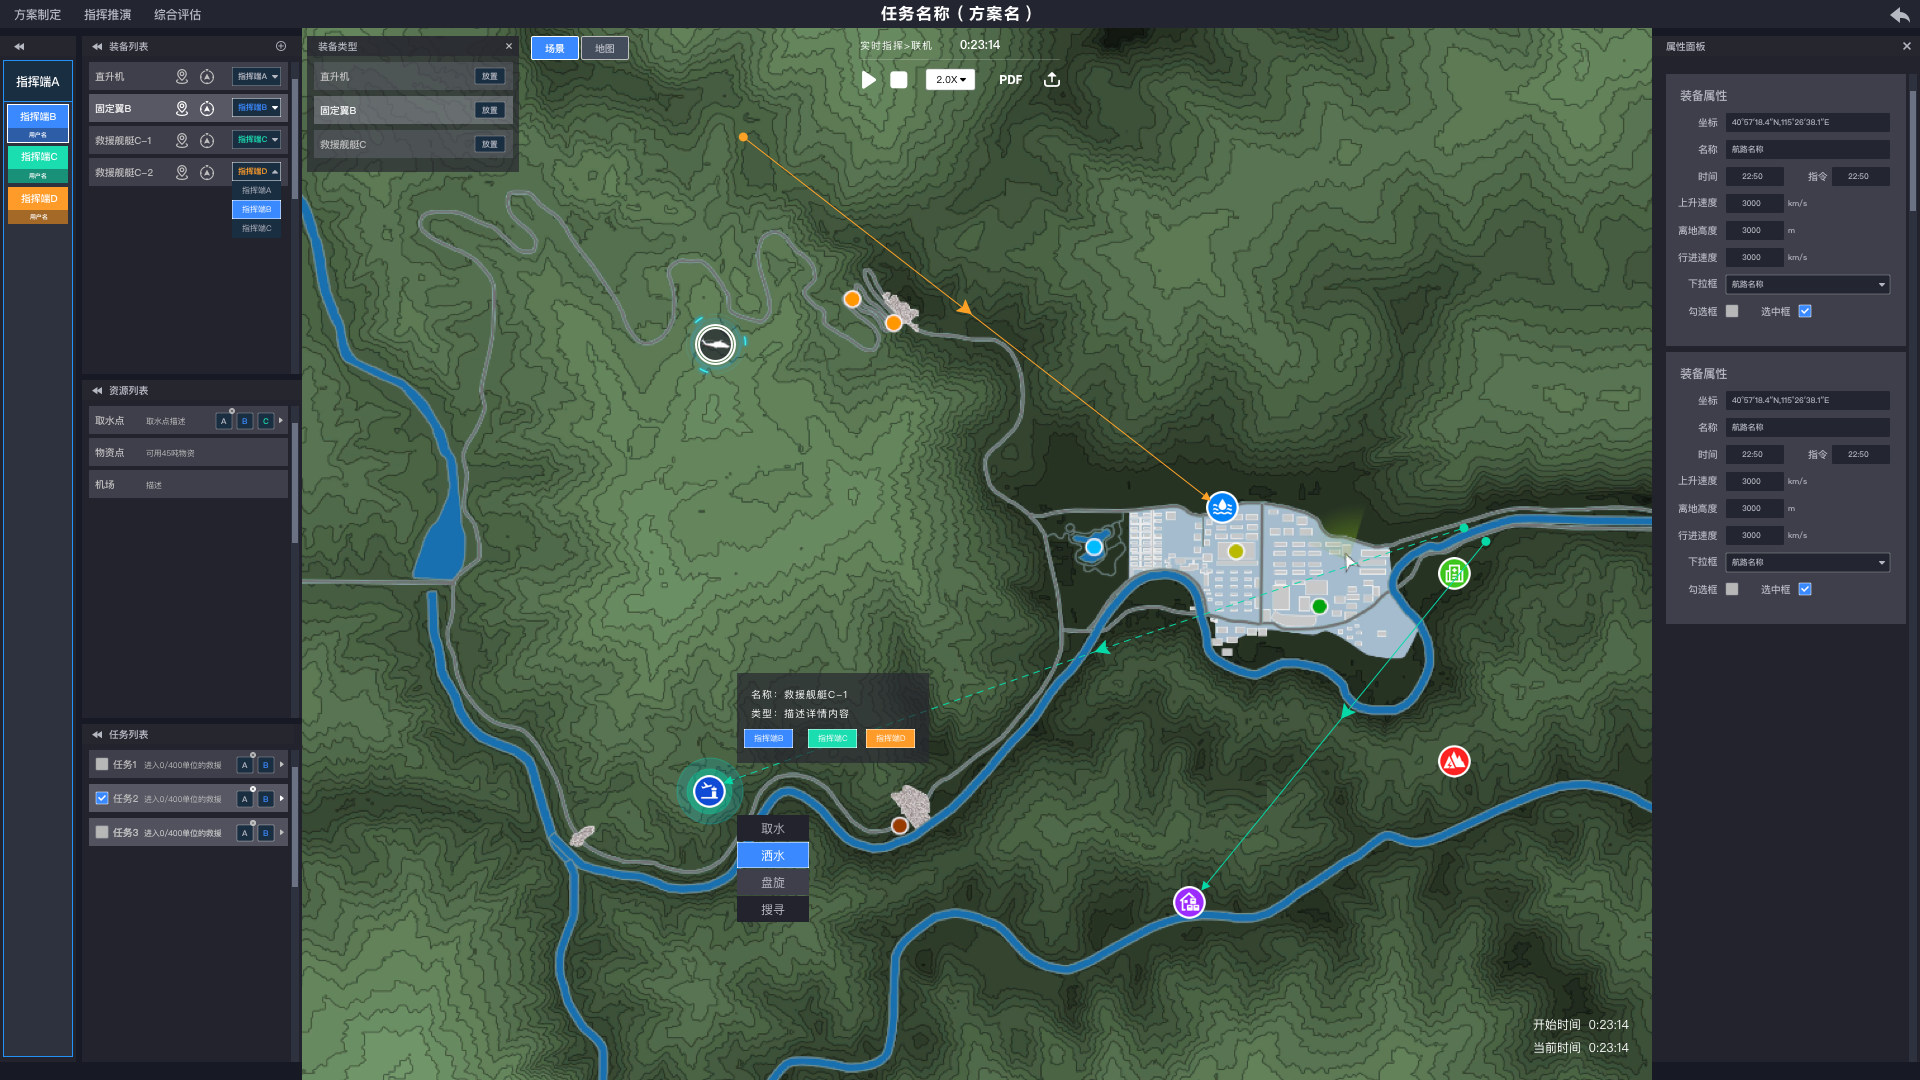 方案制定 指挥推演 综合评估
任务名称（方案名）
指挥端A
指挥端B
用户名
指挥端C
用户名
指挥端D
用户名
装备列表
直升机 指挥端A
固定翼B 指挥端B
救援舰艇C-1 指挥端C
救援舰艇C-2 指挥端D
指挥端A
指挥端B
指挥端C
资源列表
取水点 取水点描述 A B C
物资点 可用45吨物资
机场 描述
任务列表
任务1 进入0/400单位的救援 A B
任务2 进入0/400单位的救援 A B
任务3 进入0/400单位的救援 A B
装备类型
直升机 放置
固定翼B 放置
救援舰艇C 放置
场景 地图
实时指挥>联机 0:23:14
2.0X PDF
名称：救援舰艇C-1
类型：描述详情内容
指挥端B 指挥端C 指挥端D
取水
洒水
盘旋
搜寻
开始时间 0:23:14
当前时间 0:23:14
属性面板
装备属性
坐标 40°57'18.4"N,115°26'38.1"E
名称 航路名称
时间 22:50 指令 22:50
上升速度 3000 km/s
离地高度 3000 m
行进速度 3000 km/s
下拉框 航路名称
勾选框 选中框
装备属性
坐标 40°57'18.4"N,115°26'38.1"E
名称 航路名称
时间 22:50 指令 22:50
上升速度 3000 km/s
离地高度 3000 m
行进速度 3000 km/s
下拉框 航路名称
勾选框 选中框